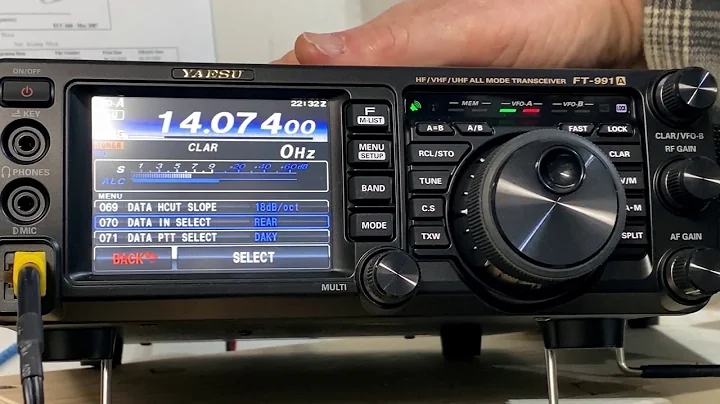 ON/OFF
YAESU
HF/VHF/UHF ALL MODE TRANSCEIVER FT-991A
KEY
PHONES
MIC
22:32Z
14.07400
CLAR 0Hz
S 1 3 5 7 9 +20 +40 +60dB
ALC
MENU
069 DATA HCUT SLOPE 18dB/oct
070 DATA IN SELECT REAR
071 DATA PTT SELECT DAKY
BACK SELECT
MULTI
F
M-LIST
MENU
SETUP
BAND
MODE
MEM VFO-A VFO-B LOCK
A=B A/B FAST LOCK
RCL/STO
TUNE
C.S
TXW
CLAR
V/M
A-M
SPLIT
CLAR/VFO-B
RF GAIN
AF GAIN